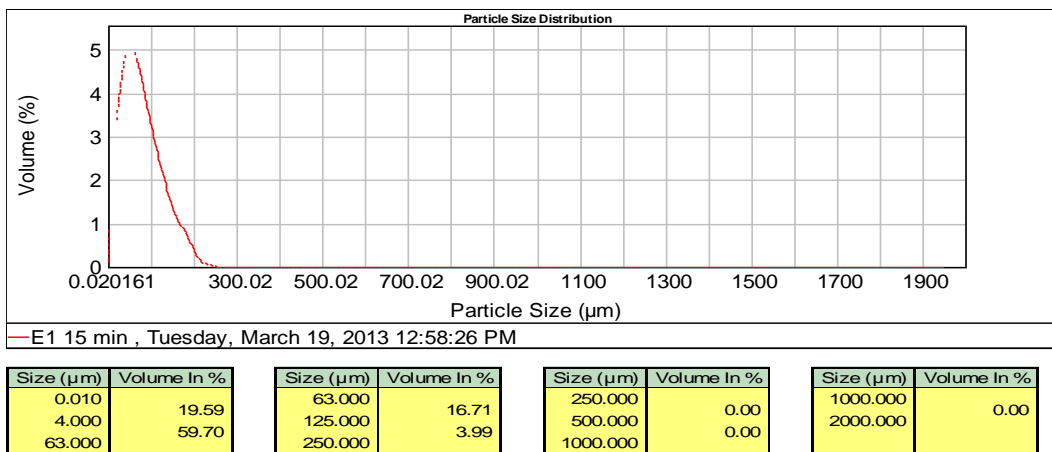 Particle Size Distribution
Volume (%)
5
4
3
2
1
0
0.020161 300.02 500.02 700.02 900.02 1100 1300 1500 1700 1900
Particle Size (µm)
E1 15 min , Tuesday, March 19, 2013 12:58:26 PM
Size (µm) Volume In %
0.010
19.59
4.000
59.70
63.000
Size (µm) Volume In %
63.000
16.71
125.000
3.99
250.000
Size (µm) Volume In %
250.000
0.00
500.000
0.00
1000.000
Size (µm) Volume In %
1000.000
0.00
2000.000